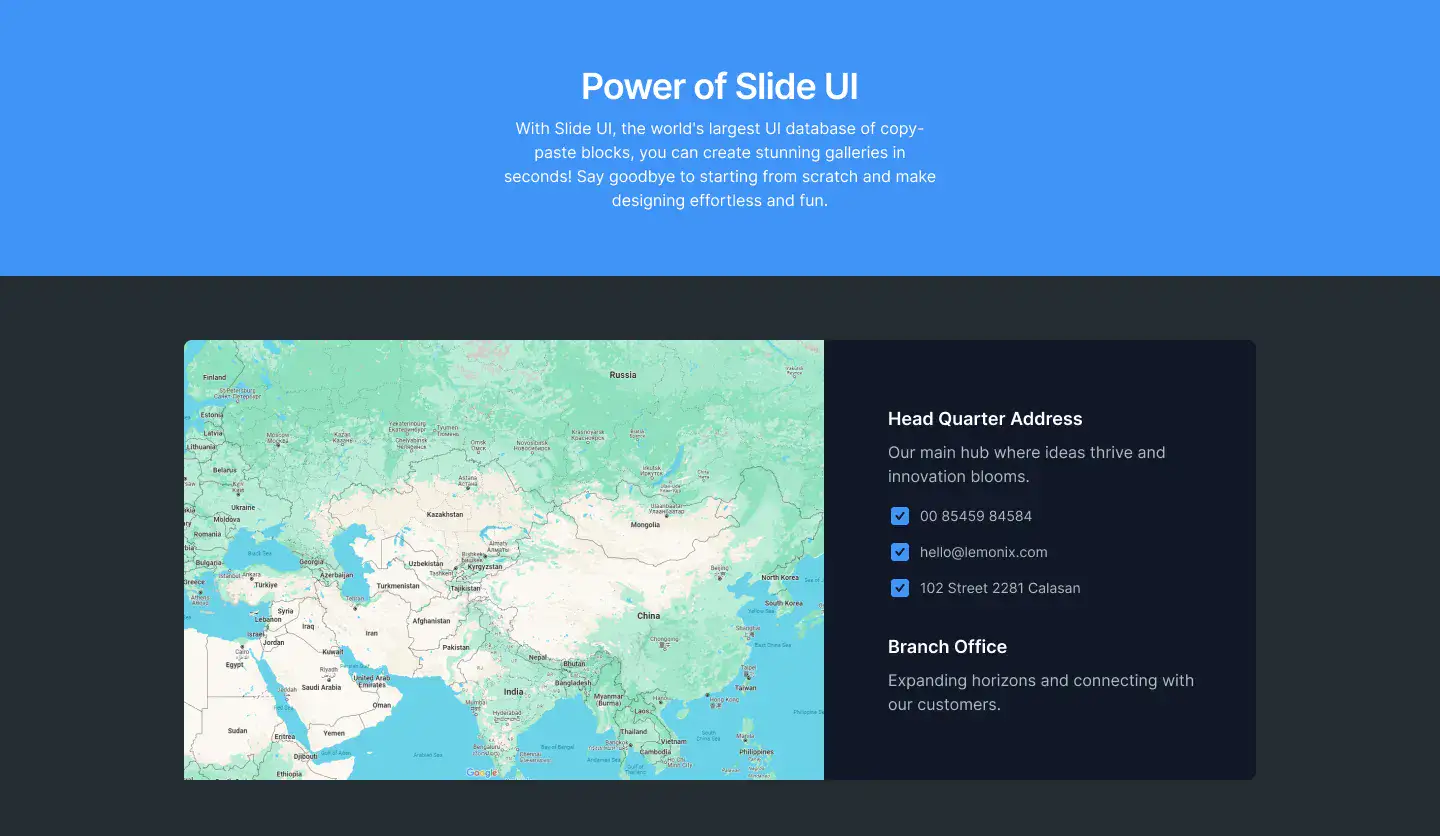 Power of Slide UI
With Slide UI, the world's largest UI database of copy-
paste blocks, you can create stunning galleries in
seconds! Say goodbye to starting from scratch and make
designing effortless and fun.
Russia
Finland
Estonia
Latvia
Lithuania
Belarus
Ukraine
Moldova
Romania
Bulgaria
Greece
Türkiye
Georgia
Azerbaijan
Kazakhstan
Mongolia
Uzbekistan
Kyrgyzstan
Turkmenistan
Tajikistan
North Korea
South Korea
Syria
Lebanon
Israel
Jordan
Iraq
Iran
Afghanistan
China
Pakistan
Kuwait
Egypt
Saudi Arabia
United Arab
Emirates
Nepal
Bhutan
Bangladesh
India
Myanmar
(Burma)
Taiwan
Hong Kong
Oman
Laos
Sudan
Eritrea
Yemen
Thailand
Vietnam
Cambodia
Philippines
Djibouti
Ethiopia
Google
Head Quarter Address
Our main hub where ideas thrive and
innovation blooms.
00 85459 84584
hello@lemonix.com
102 Street 2281 Calasan
Branch Office
Expanding horizons and connecting with
our customers.